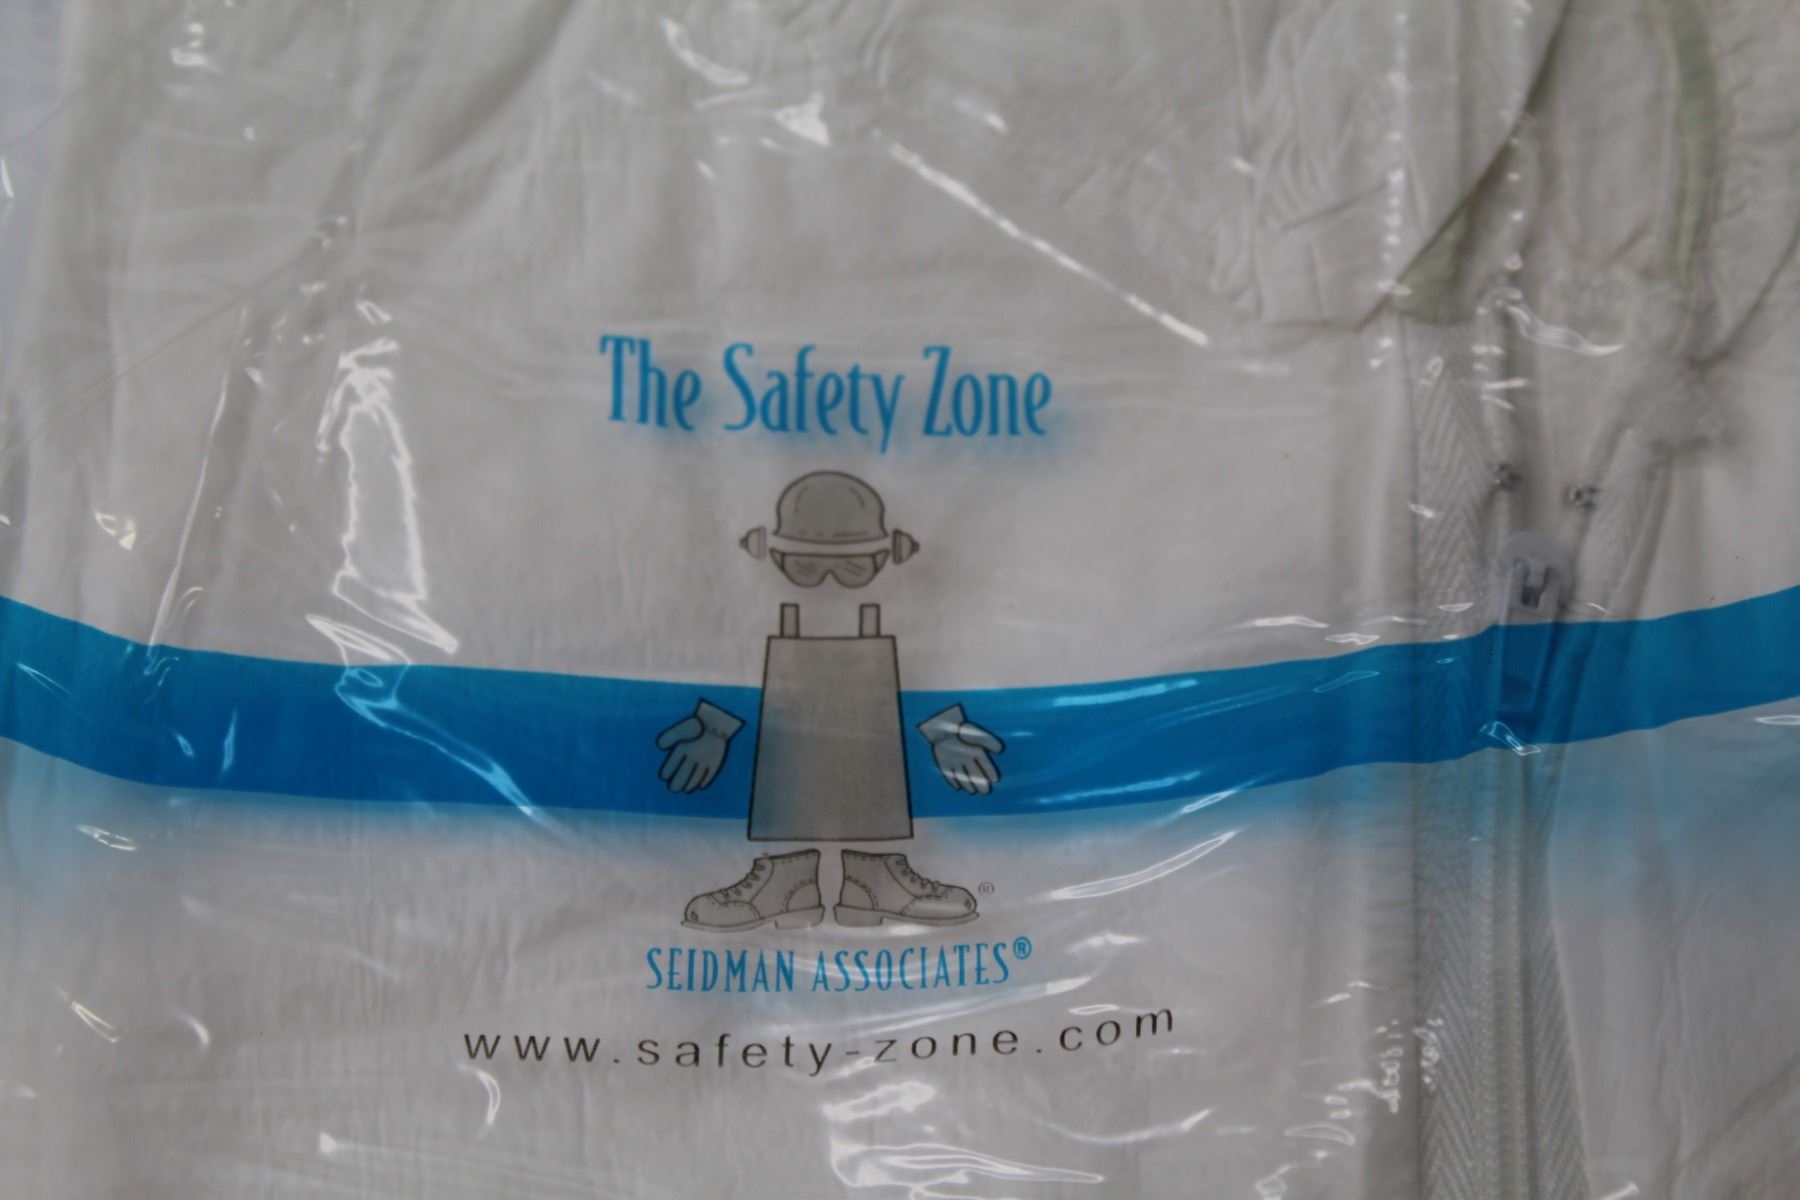 The Safety Zone
®
SEIDMAN ASSOCIATES®
www.safety-zone.com